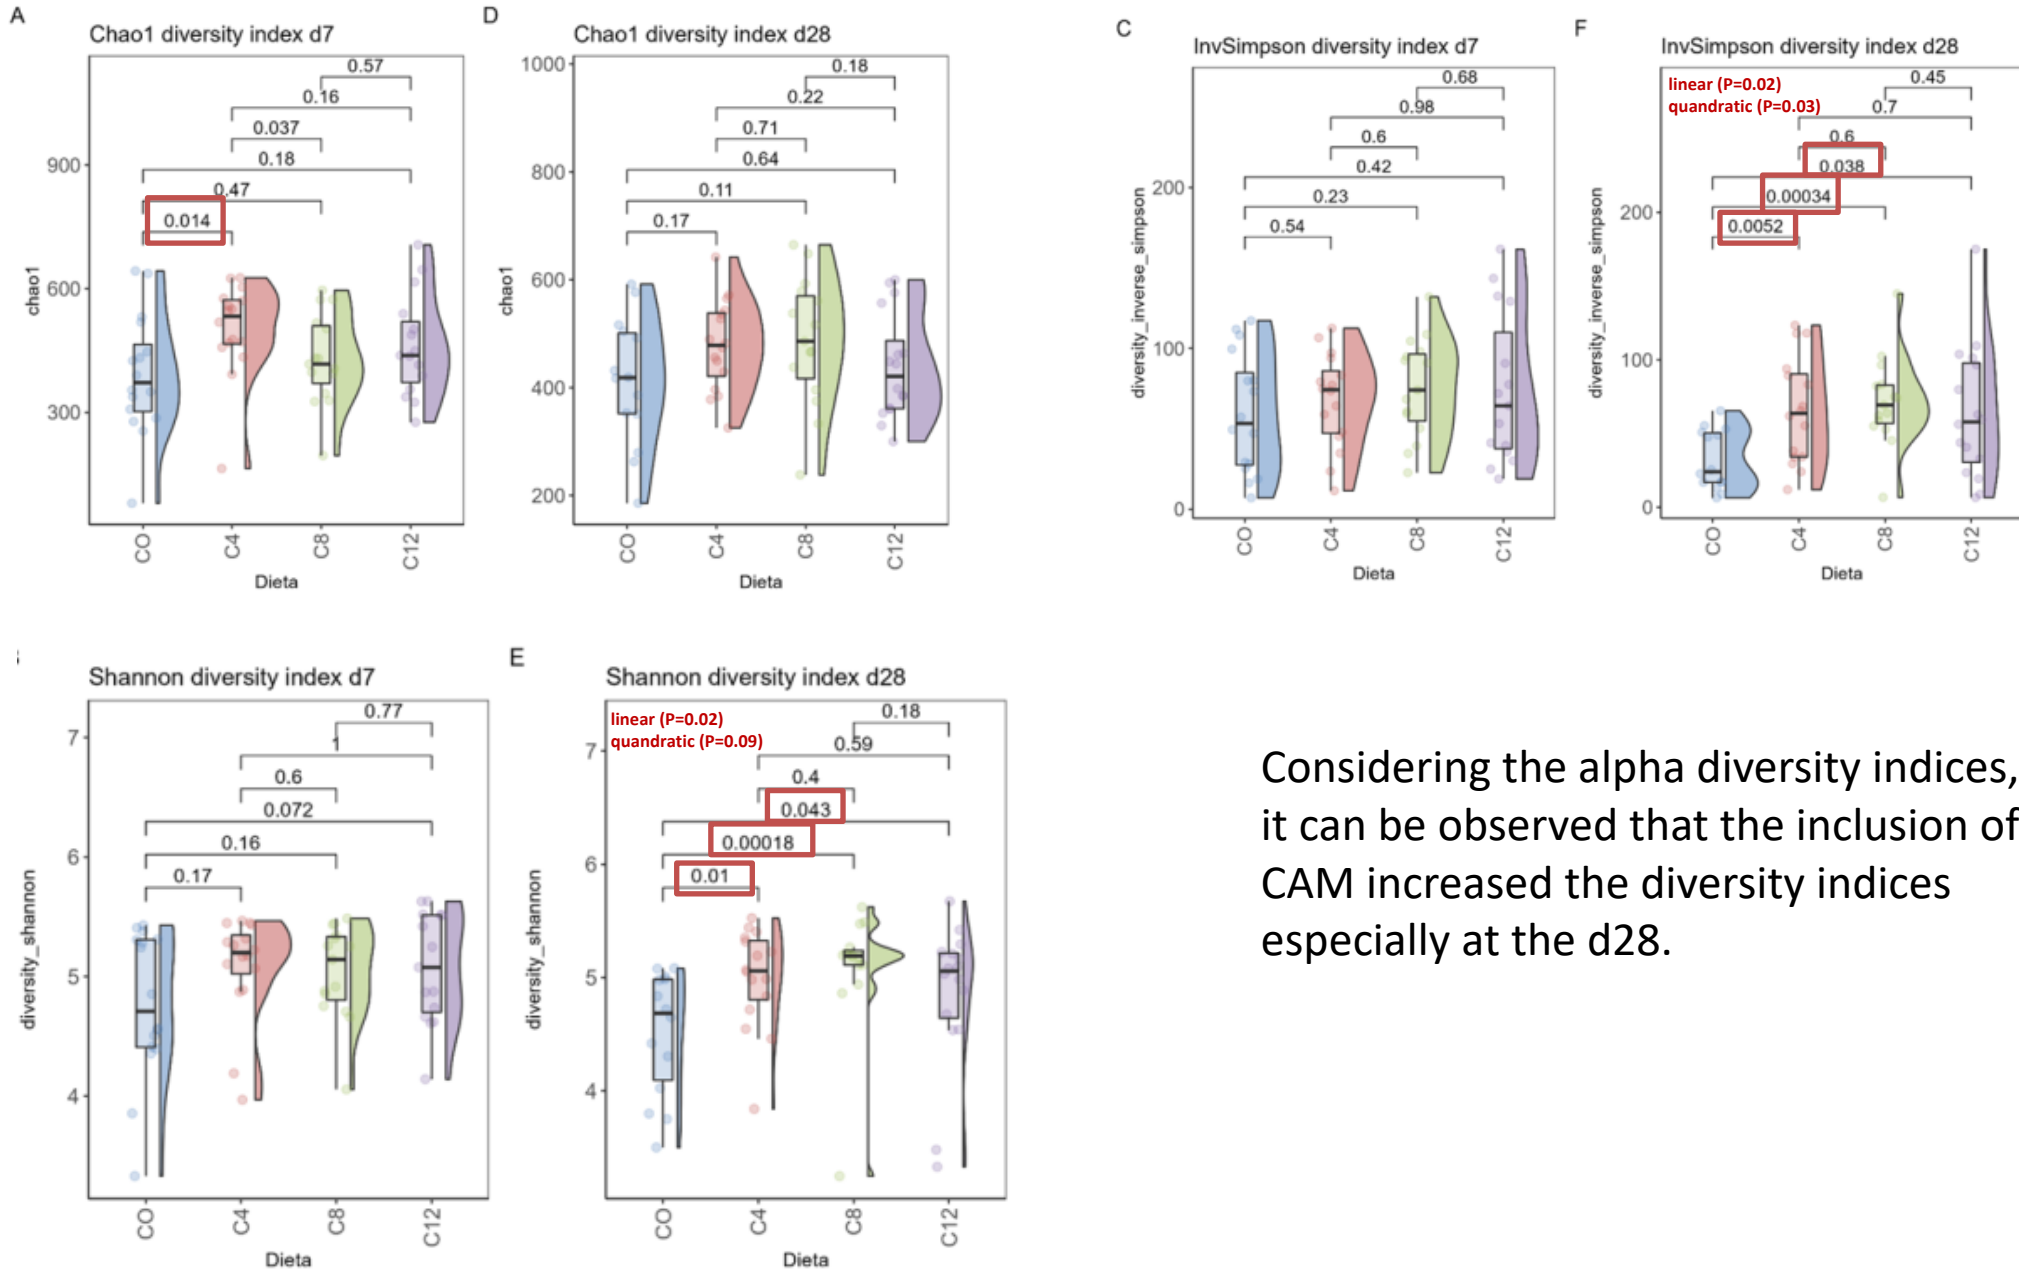 A
Chao1 diversity index d7
0.57
0.16
0.037
0.18
0.47
0.014
900
600
300
chao1
CO
C4
C8
C12
Dieta
D
Chao1 diversity index d28
0.18
0.22
0.71
0.64
0.11
0.17
1000
800
600
400
200
chao1
CO
C4
C8
C12
Dieta
C
InvSimpson diversity index d7
0.68
0.98
0.6
0.42
0.23
0.54
200
100
0
diversity_inverse_simpson
CO
C4
C8
C12
Dieta
F
InvSimpson diversity index d28
linear (P=0.02)
quandratic (P=0.03)
0.45
0.7
0.6
0.038
0.00034
0.0052
200
100
0
diversity_inverse_simpson
CO
C4
C8
C12
Dieta
Shannon diversity index d7
0.77
1
0.6
0.072
0.16
0.17
7
6
5
4
diversity_shannon
CO
C4
C8
C12
Dieta
E
Shannon diversity index d28
linear (P=0.02)
quandratic (P=0.09)
0.18
0.59
0.4
0.043
0.00018
0.01
7
6
5
4
diversity_shannon
CO
C4
C8
C12
Dieta
Considering the alpha diversity indices,
it can be observed that the inclusion of
CAM increased the diversity indices
especially at the d28.